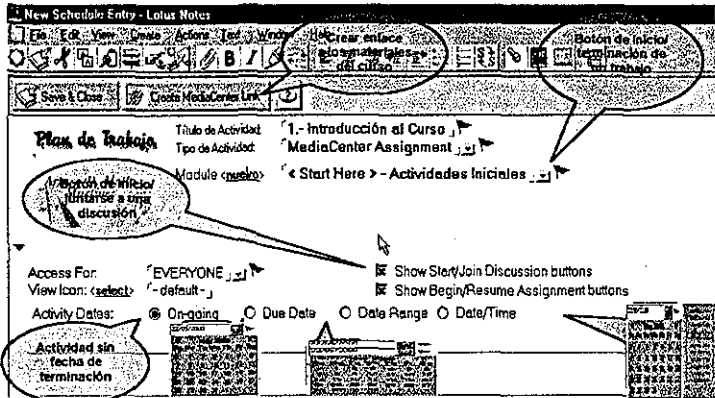 New Schedule Entry - Lotus Notes
File Edit View Create Actions Text Window Help
Crear enlace
a los materiales
del curso
Botón de inicio/
terminación de
un trabajo
B I
Save & Close Create MediaCenter Link
Plan de Trabajo
Título de Actividad: 1.- Introducción al Curso
Tipo de Actividad: MediaCenter Assignment
Module <nuevo> < Start Here > - Actividades Iniciales
Botón de inicio/
juntarse a una
discusión
Access For: EVERYONE
Show Start/Join Discussion buttons
View Icon: <select> - default -
Show Begin/Resume Assignment buttons
Activity Dates: On-going Due Date Date Range Date/Time
Actividad sin
fecha de
terminación